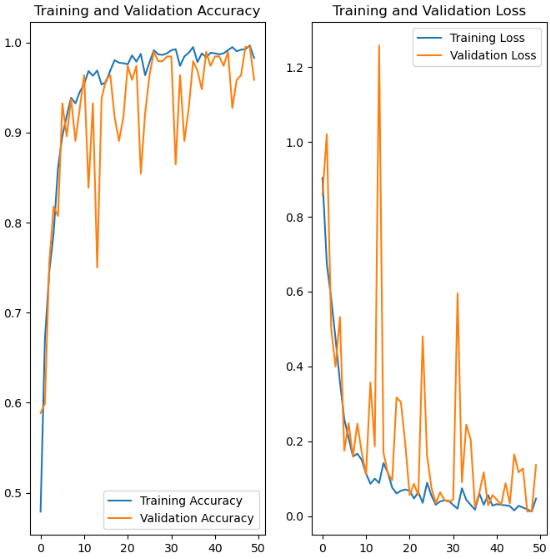 Training and Validation Accuracy
1.0
0.9
0.8
0.7
0.6
0.5
Training Accuracy
Validation Accuracy
0 10 20 30 40 50
Training and Validation Loss
Training Loss
Validation Loss
1.2
1.0
0.8
0.6
0.4
0.2
0.0
0 10 20 30 40 50